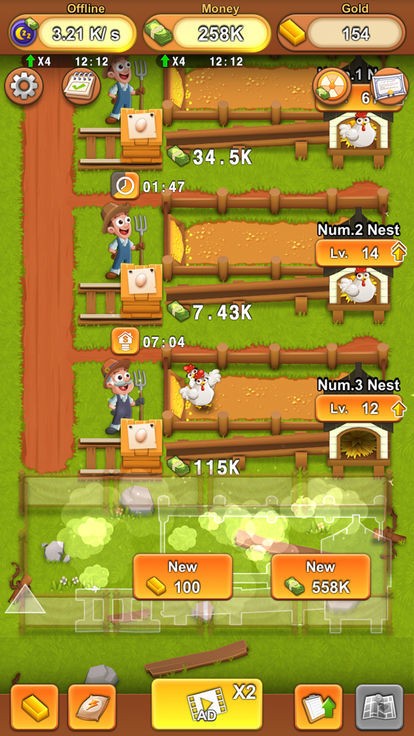 Offline Money Gold
3.21 K/ s 258K 154
X4 12:12 X4 12:12
.1 N
6
34.5K
01:47
Num.2 Nest
Lv. 14
7.43K
07:04
Num.3 Nest
Lv. 12
115K
New New
100 558K
AD X2